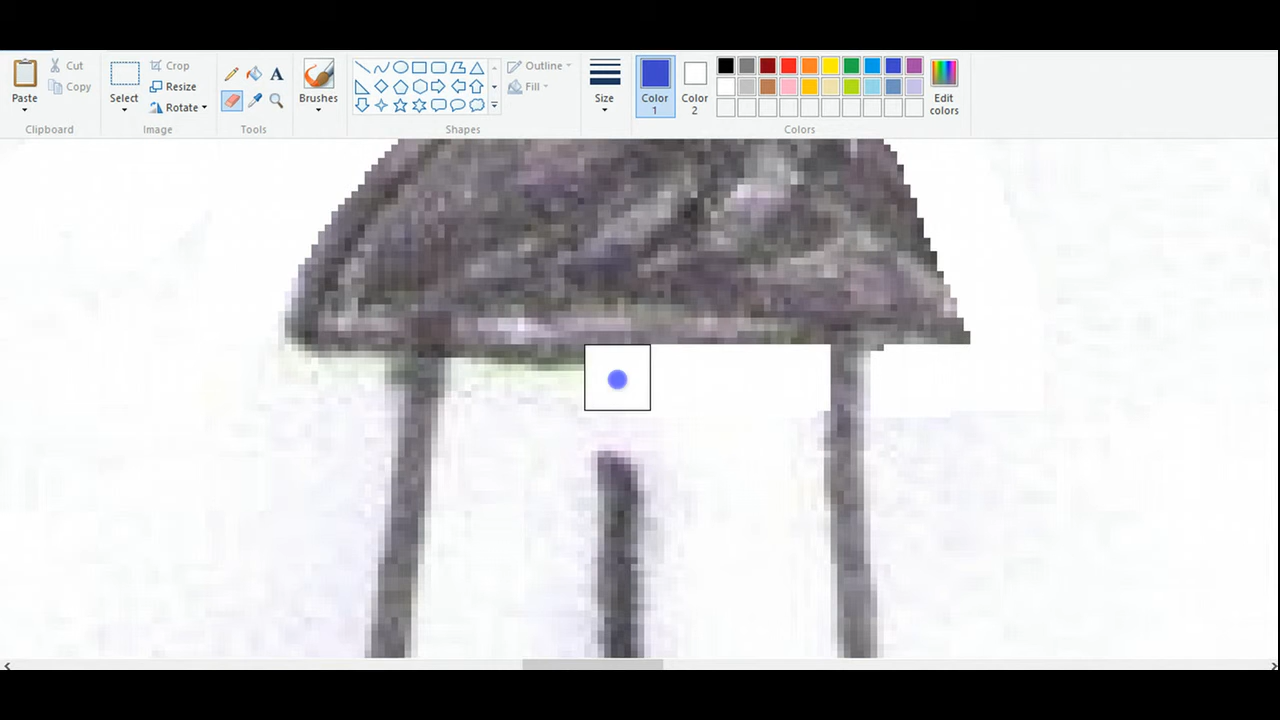 Paste
Cut
Copy
Clipboard
Select
Crop
Resize
Rotate
Image
A
Tools
Brushes
Outline
Fill
Shapes
Size
Color
1
Color
2
Edit
colors
Colors